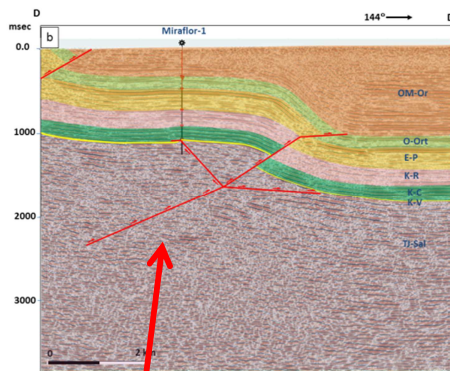 D
144°
D
msec
Miraflor-1
b
0.0
OM-Or
1000
O-Ort
E-P
K-R
K-C
K-V
2000
TJ-Sal
3000
0
2 km